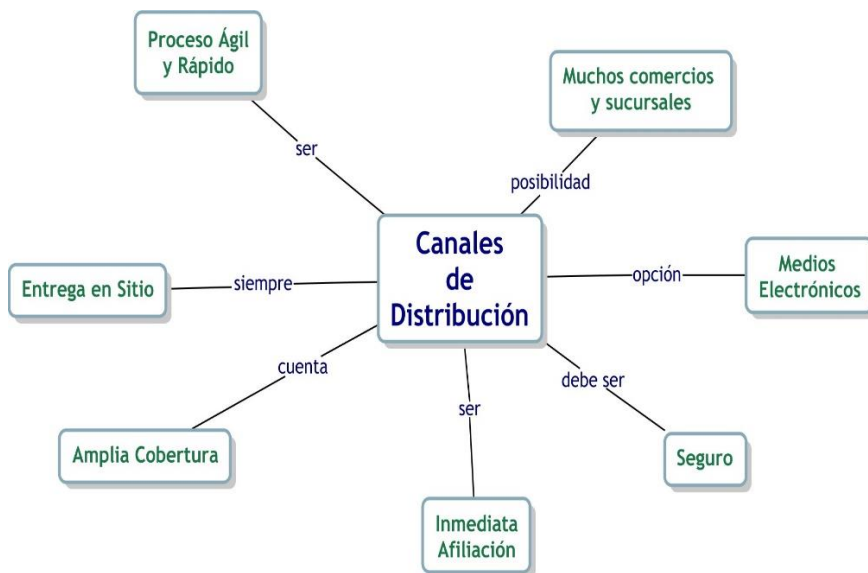 Proceso Ágil
y Rápido
Muchos comercios
y sucursales
ser
posibilidad
Canales
de
Distribución
Entrega en Sitio
siempre
opción
Medios
Electrónicos
cuenta
debe ser
ser
Amplia Cobertura
Seguro
Inmediata
Afiliación